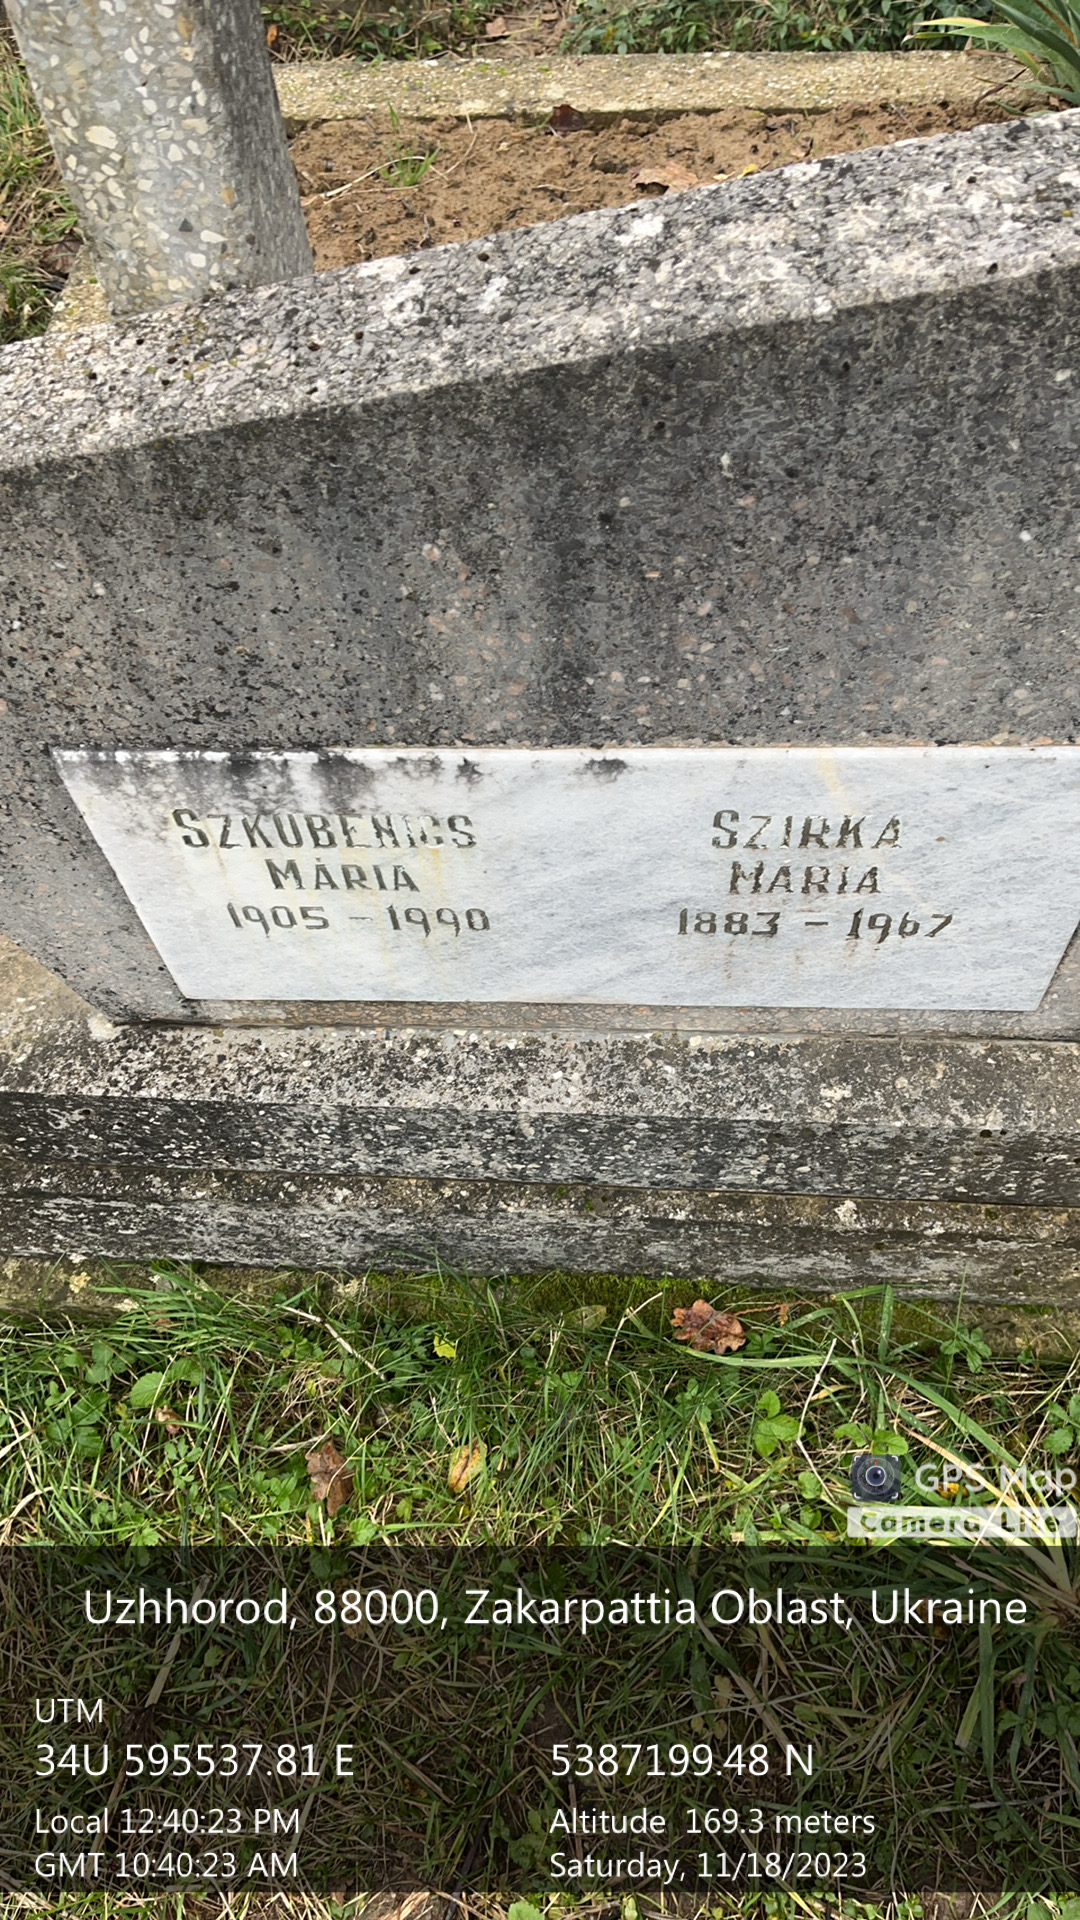 SZKUBENICS
MÁRIA
1905 - 1990
SZIRKA
MÁRIA
1883 - 1967
GPS Map
Camera Lite
Uzhhorod, 88000, Zakarpattia Oblast, Ukraine
UTM
34U 595537.81 E
5387199.48 N
Local 12:40:23 PM
Altitude 169.3 meters
GMT 10:40:23 AM
Saturday, 11/18/2023